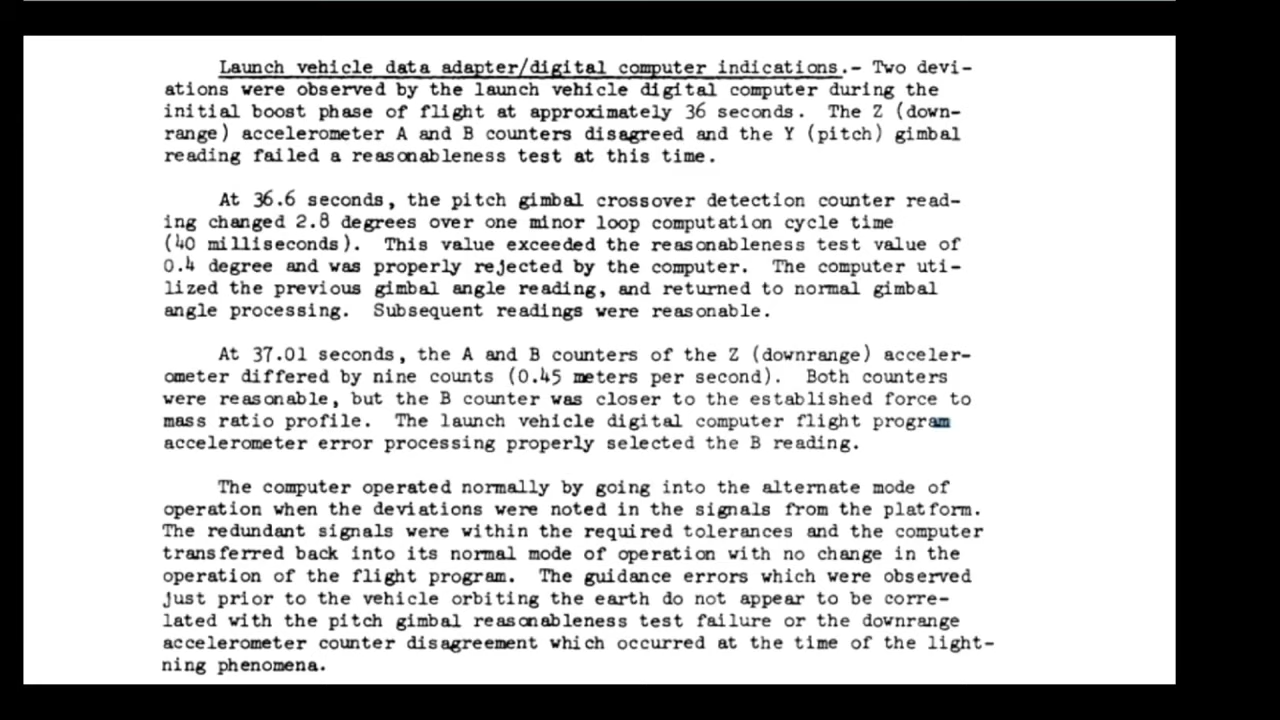 Launch vehicle data adapter/digital computer indications.- Two devi-
ations were observed by the launch vehicle digital computer during the
initial boost phase of flight at approximately 36 seconds. The Z (down-
range) accelerometer A and B counters disagreed and the Y (pitch) gimbal
reading failed a reasonableness test at this time.
At 36.6 seconds, the pitch gimbal crossover detection counter read-
ing changed 2.8 degrees over one minor loop computation cycle time
(40 milliseconds). This value exceeded the reasonableness test value of
0.4 degree and was properly rejected by the computer. The computer uti-
lized the previous gimbal angle reading, and returned to normal gimbal
angle processing. Subsequent readings were reasonable.
At 37.01 seconds, the A and B counters of the Z (downrange) acceler-
ometer differed by nine counts (0.45 meters per second). Both counters
were reasonable, but the B counter was closer to the established force to
mass ratio profile. The launch vehicle digital computer flight program
accelerometer error processing properly selected the B reading.
The computer operated normally by going into the alternate mode of
operation when the deviations were noted in the signals from the platform.
The redundant signals were within the required tolerances and the computer
transferred back into its normal mode of operation with no change in the
operation of the flight program. The guidance errors which were observed
just prior to the vehicle orbiting the earth do not appear to be corre-
lated with the pitch gimbal reasonableness test failure or the downrange
accelerometer counter disagreement which occurred at the time of the light-
ning phenomena.